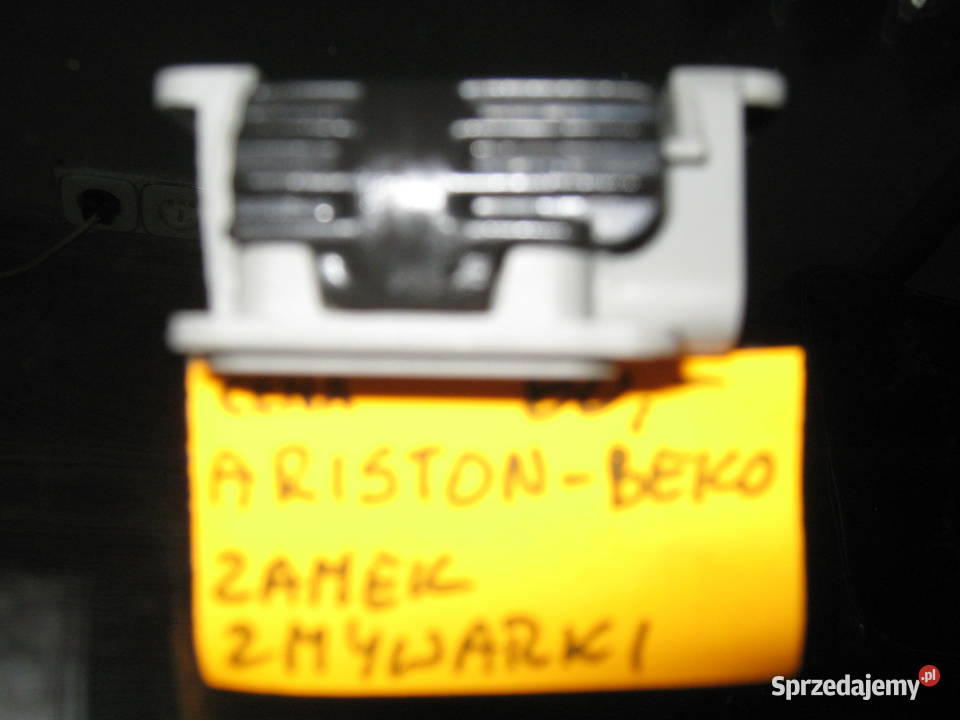 ARISTON-BEKO
ZAMEK
ZMYWARKI
Sprzedajemy.pl